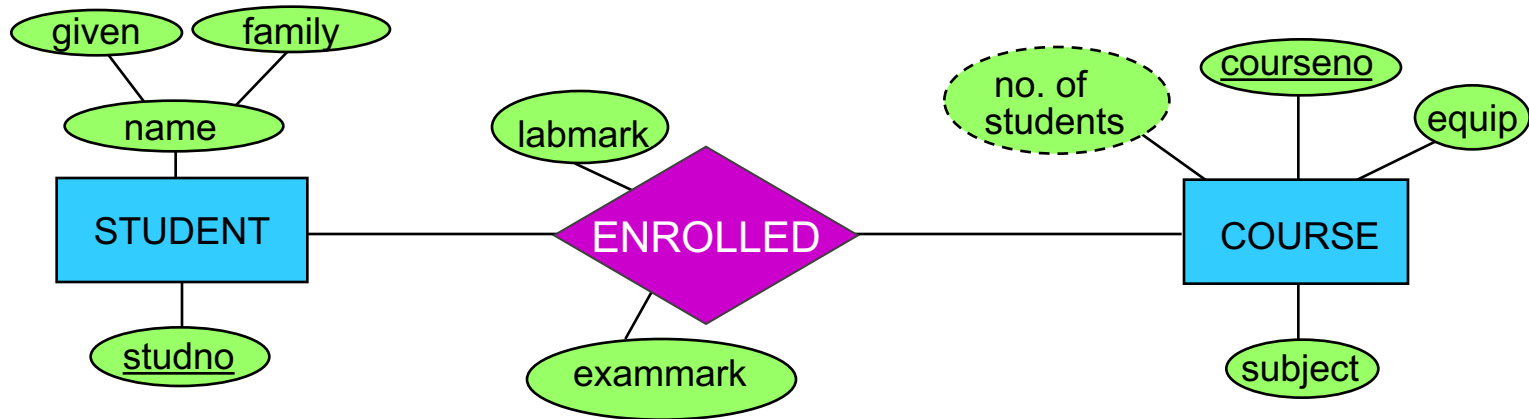 given
family
name
STUDENT
studno
labmark
ENROLLED
exammark
no. of
students
courseno
equip
COURSE
subject